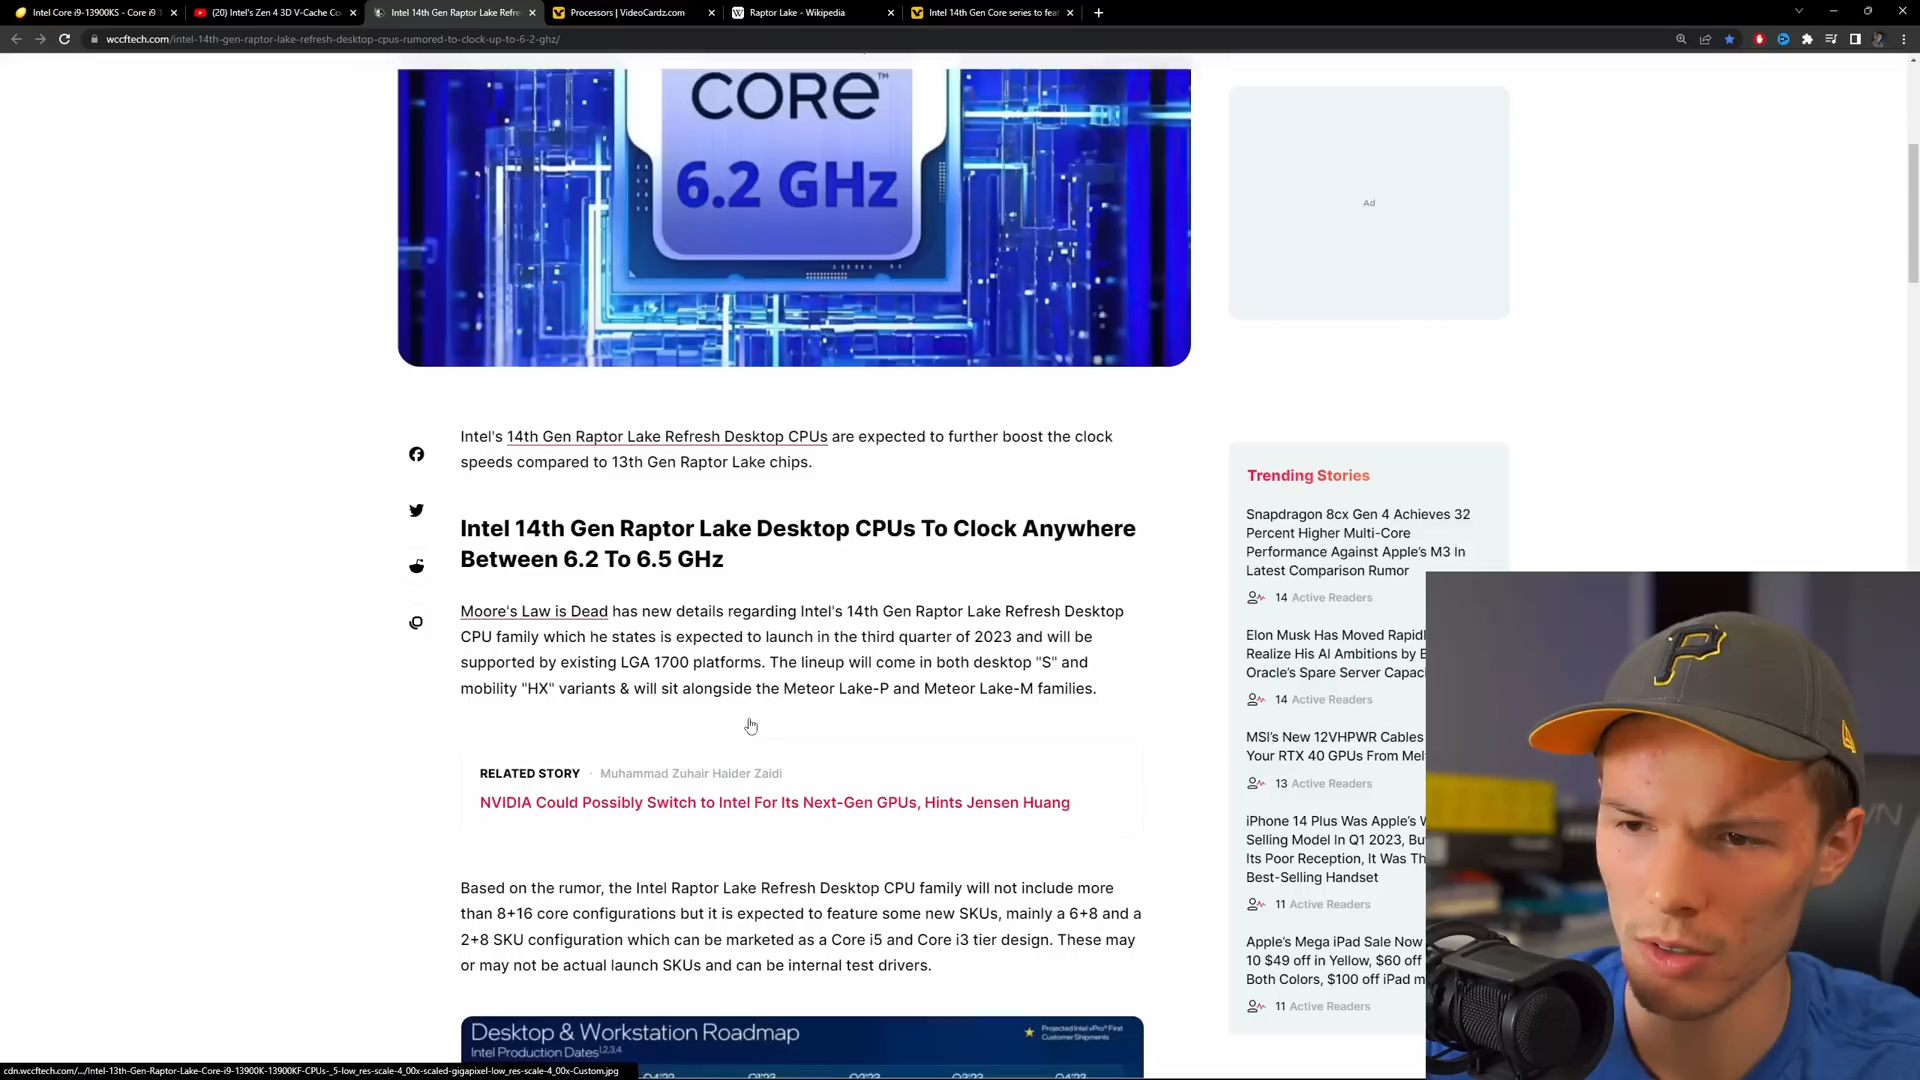 Intel Core i9-13900KS - Core i9 1
(20) Intel's Zen 4 3D V-Cache Co
Intel 14th Gen Raptor Lake Refre
Processors | VideoCardz.com
Raptor Lake - Wikipedia
Intel 14th Gen Core series to fea
wccftech.com/intel-14th-gen-raptor-lake-refresh-desktop-cpus-rumored-to-clock-up-to-6-2-ghz/
CORE™
6.2 GHz
Ad
Intel's 14th Gen Raptor Lake Refresh Desktop CPUs are expected to further boost the clock
speeds compared to 13th Gen Raptor Lake chips.
Intel 14th Gen Raptor Lake Desktop CPUs To Clock Anywhere
Between 6.2 To 6.5 GHz
Moore's Law is Dead has new details regarding Intel's 14th Gen Raptor Lake Refresh Desktop
CPU family which he states is expected to launch in the third quarter of 2023 and will be
supported by existing LGA 1700 platforms. The lineup will come in both desktop "S" and
mobility "HX" variants & will sit alongside the Meteor Lake-P and Meteor Lake-M families.
RELATED STORY · Muhammad Zuhair Haider Zaidi
NVIDIA Could Possibly Switch to Intel For Its Next-Gen GPUs, Hints Jensen Huang
Based on the rumor, the Intel Raptor Lake Refresh Desktop CPU family will not include more
than 8+16 core configurations but it is expected to feature some new SKUs, mainly a 6+8 and a
2+8 SKU configuration which can be marketed as a Core i5 and Core i3 tier design. These may
or may not be actual launch SKUs and can be internal test drivers.
Desktop & Workstation Roadmap
Intel Production Dates1,2,3,4
Projected Intel vPro® First
Customer Shipments
Q4'22 Q1'23 Q2'23 Q3'23 Q4'23
Trending Stories
Snapdragon 8cx Gen 4 Achieves 32
Percent Higher Multi-Core
Performance Against Apple's M3 In
Latest Comparison Rumor
14 Active Readers
Elon Musk Has Moved Rapidl
Realize His AI Ambitions by B
Oracle's Spare Server Capaci
14 Active Readers
MSI's New 12VHPWR Cables
Your RTX 40 GPUs From Mel
13 Active Readers
iPhone 14 Plus Was Apple's W
Selling Model In Q1 2023, Bu
Its Poor Reception, It Was Th
Best-Selling Handset
11 Active Readers
Apple's Mega iPad Sale Now
10 $49 off in Yellow, $60 off
Both Colors, $100 off iPad m
11 Active Readers
P
cdn.wccftech.com/.../Intel-13th-Gen-Raptor-Lake-Core-i9-13900K-13900KF-CPUs-_5-low_res-scale-4_00x-scaled-gigapixel-low_res-scale-4_00x-Custom.jpg